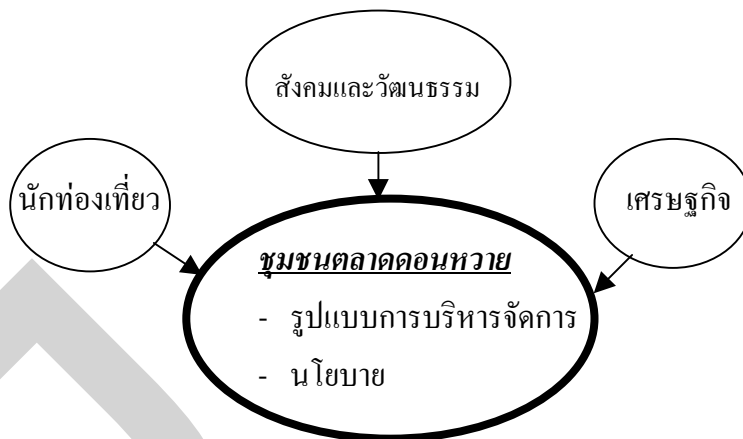 สังคมและวัฒนธรรม
นักท่องเที่ยว
เศรษฐกิจ
ชุมชนตลาดดอนหวาย
- รูปแบบการบริหารจัดการ
- นโยบาย